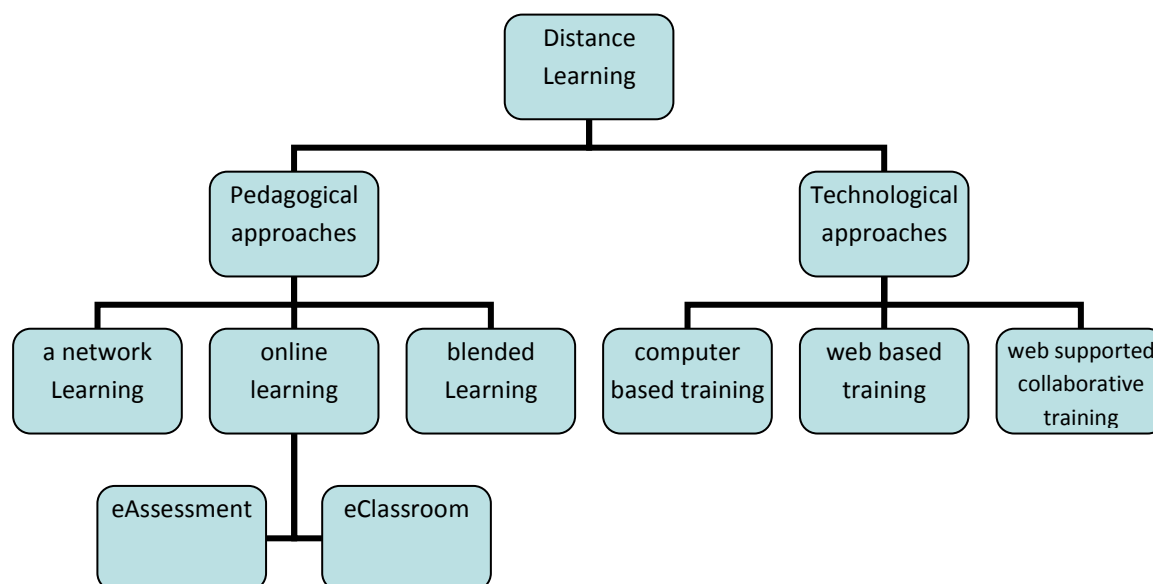 Distance
Learning
Pedagogical
approaches
Technological
approaches
a network
Learning
online
learning
blended
Learning
computer
based training
web based
training
web supported
collaborative
training
eAssessment
eClassroom